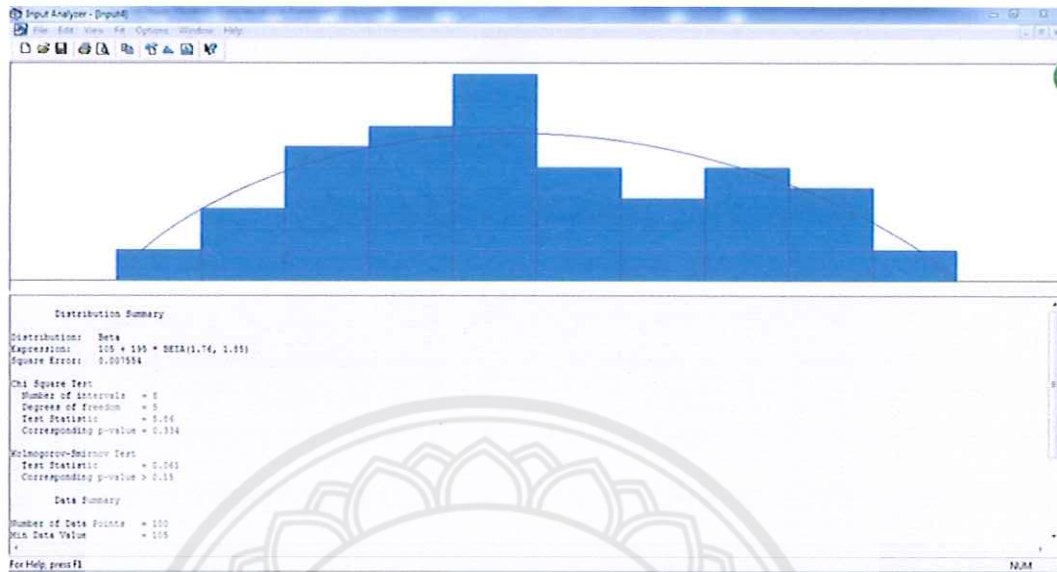 Input Analyzer - [Input4]
File Edit View Fit Options Window Help
Distribution Summary
Distribution: Beta
Expression: 105 + 195 * BETA(1.76, 1.85)
Square Error: 0.007554
Chi Square Test
Number of intervals = 8
Degrees of freedom = 5
Test Statistic = 5.86
Corresponding p-value = 0.334
Kolmogorov-Smirnov Test
Test Statistic = 0.061
Corresponding p-value > 0.15
Data Summary
Number of Data Points = 100
Min Data Value = 105
For Help, press F1
NUM